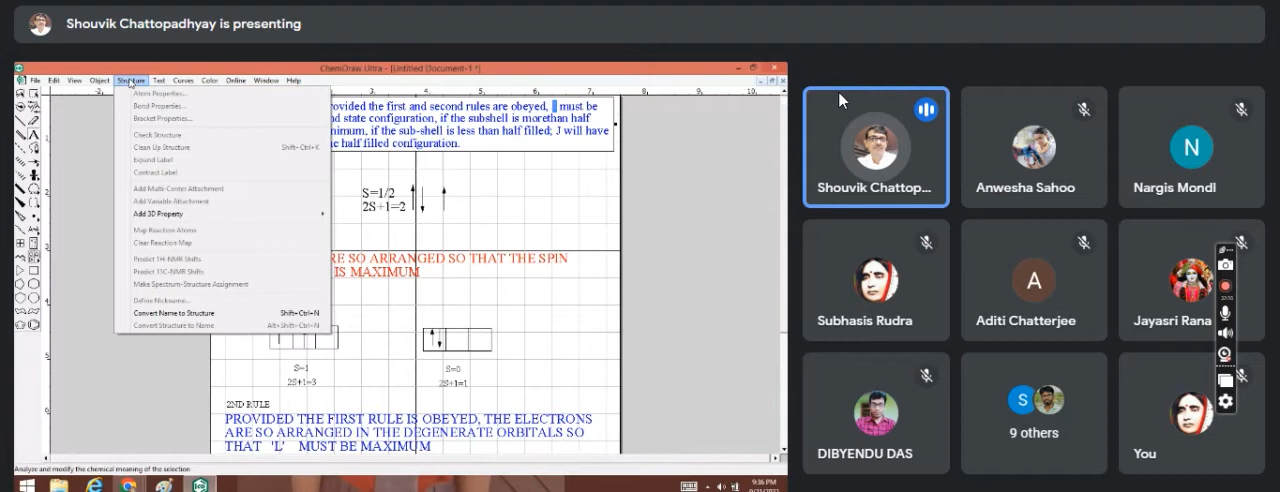 Shouvik Chattopadhyay is presenting
ChemDraw Ultra - [Untitled Document-1 *]
File Edit View Object Structure Text Curves Color Online Window Help
Atom Properties...
Bond Properties...
Bracket Properties...
Check Structure
Clean Up Structure Shift+Ctrl+K
Expand Label
Contract Label
Add Multi-Center Attachment
Add Variable Attachment
Add 3D Property
Map Reaction Atoms
Clear Reaction Map
Predict 1H-NMR Shifts
Predict 13C-NMR Shifts
Make Spectrum-Structure Assignment
Define Nickname...
Convert Name to Structure Shift+Ctrl+N
Convert Structure to Name Alt+Shift+Ctrl+N
rovided the first and second rules are obeyed, must be
nd state configuration, if the subshell is morethan half
nimum, if the sub-shell is less than half filled; J will have
e half filled configuration.
S=1/2
2S+1=2
RE SO ARRANGED SO THAT THE SPIN
IS MAXIMUM
S=1 S=0
2S+1=3 2S+1=1
2ND RULE
PROVIDED THE FIRST RULE IS OBEYED, THE ELECTRONS
ARE SO ARRANGED IN THE DEGENERATE ORBITALS SO
THAT 'L' MUST BE MAXIMUM
Analyze and modify the chemical meaning of the selection
9:36 PM
Shouvik Chattop...
Anwesha Sahoo
N
Nargis Mondl
Subhasis Rudra
A
Aditi Chatterjee
Jayasri Rana
DIBYENDU DAS
S
9 others
You